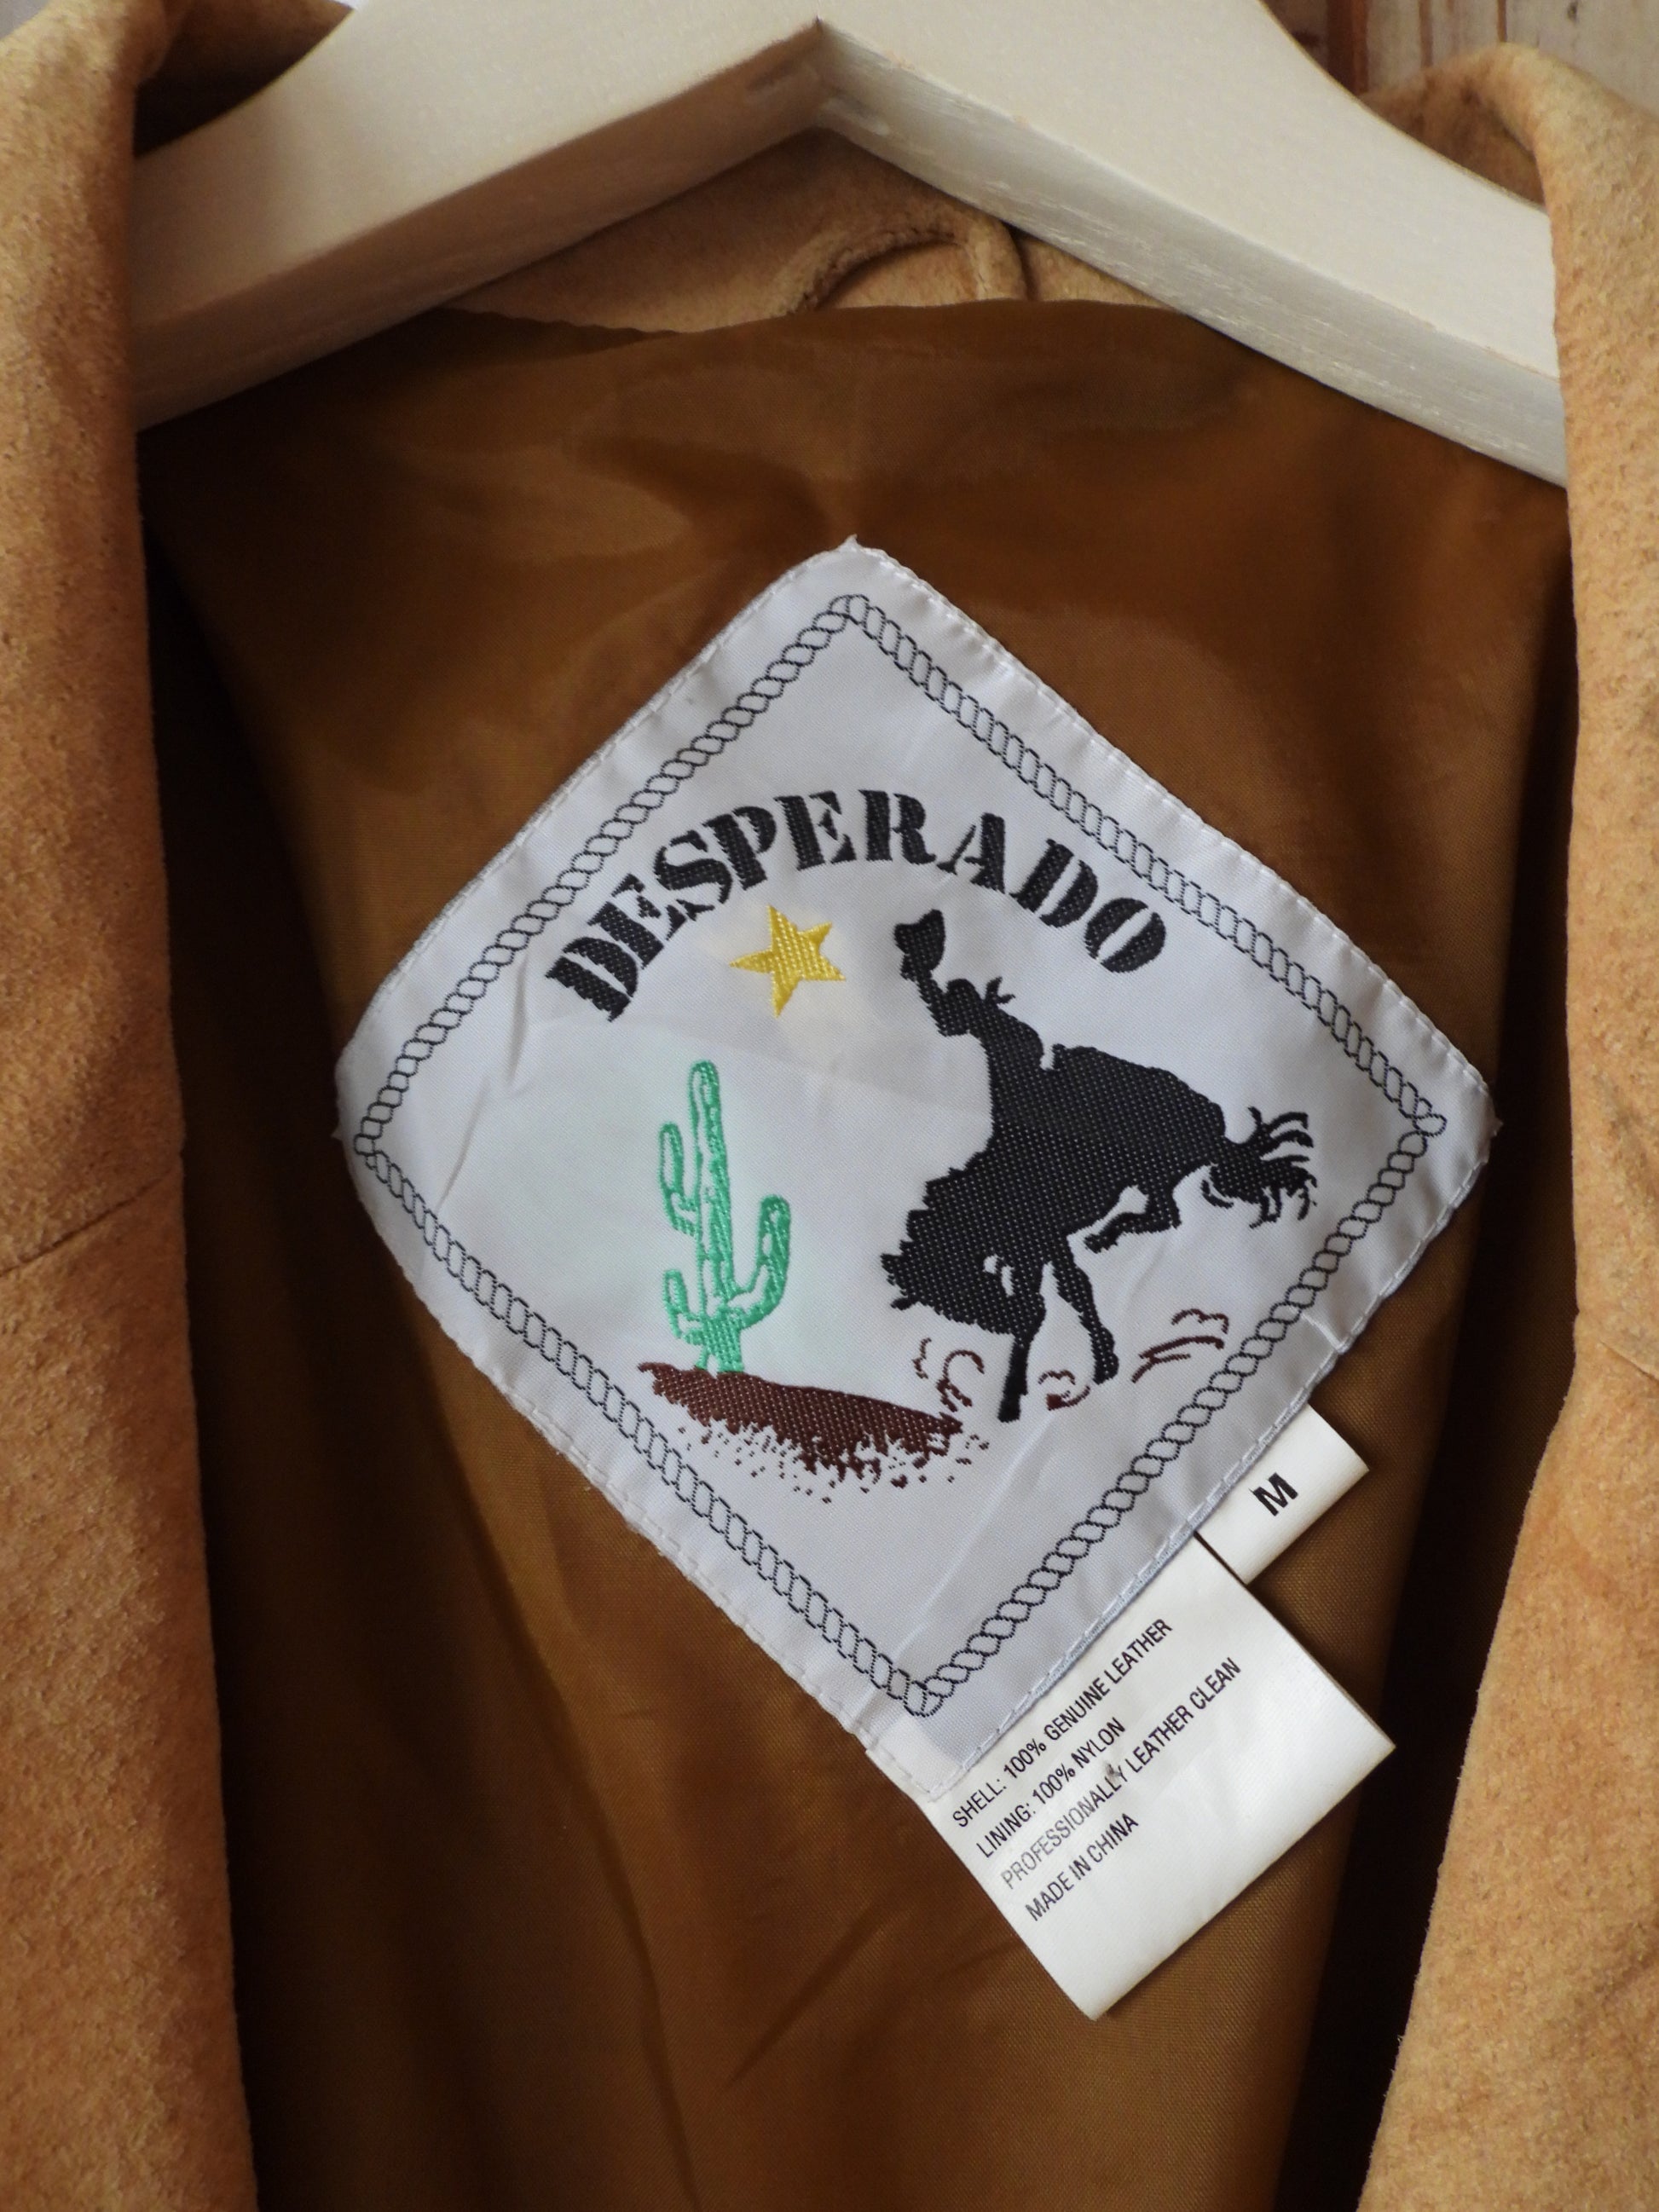 DESPERADO
M
SHELL: 100% GENUINE LEATHER
LINING: 100% NYLON
PROFESSIONALLY LEATHER CLEAN
MADE IN CHINA